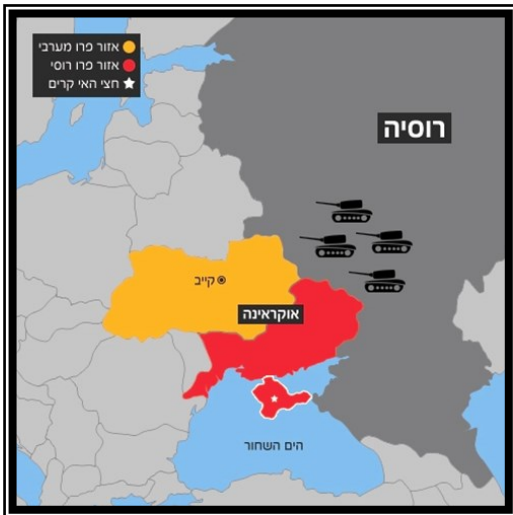 אזור פרו מערבי
אזור פרו רוסי
חצי האי קרים
רוסיה
קייב
אוקראינה
הים השחור